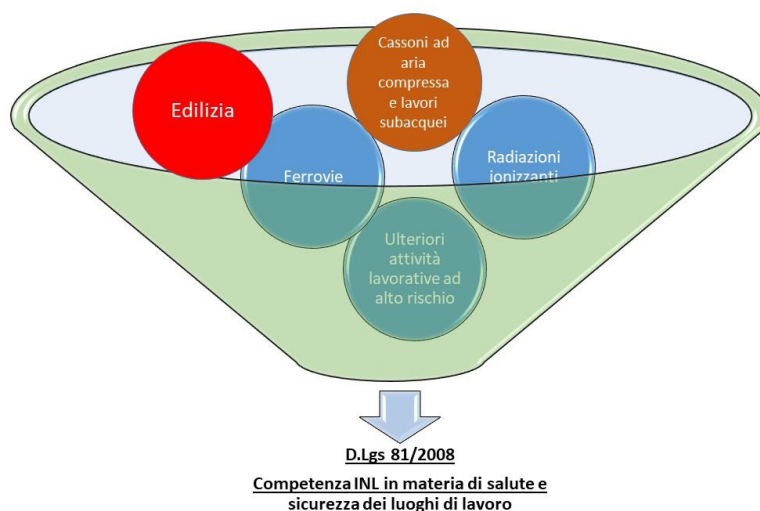 Cassoni ad
aria
compressa
e lavori
subacquei
Edilizia
Ferrovie
Radiazioni
ionizzanti
Ulteriori
attività
lavorative ad
alto rischio
D.Lgs 81/2008
Competenza INL in materia di salute e
sicurezza dei luoghi di lavoro